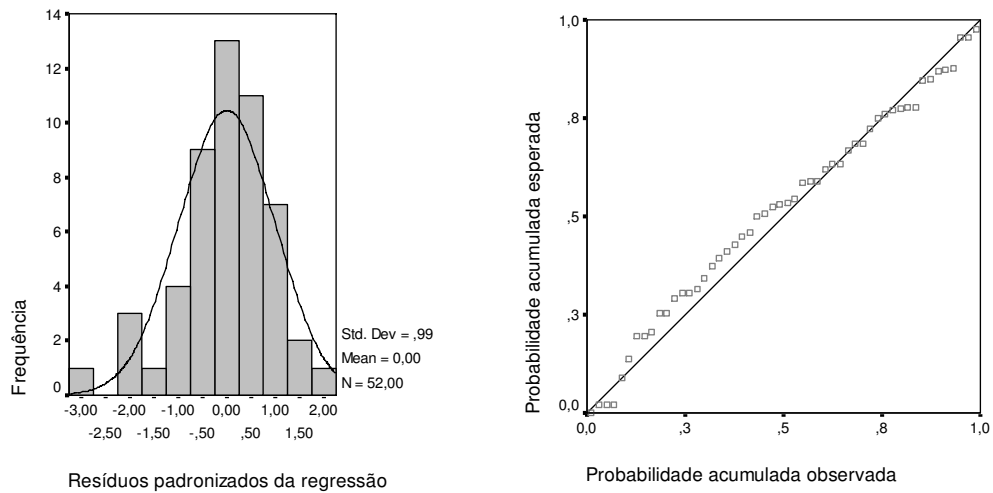 14
12
10
8
6
4
2
0
Frequência
Std. Dev = ,99
Mean = 0,00
N = 52,00
-3,00 -2,00 -1,00 0,00 1,00 2,00
-2,50 -1,50 -,50 ,50 1,50
Resíduos padronizados da regressão
1,0
,8
,5
,3
0,0
Probabilidade acumulada esperada
0,0 ,3 ,5 ,8 1,0
Probabilidade acumulada observada